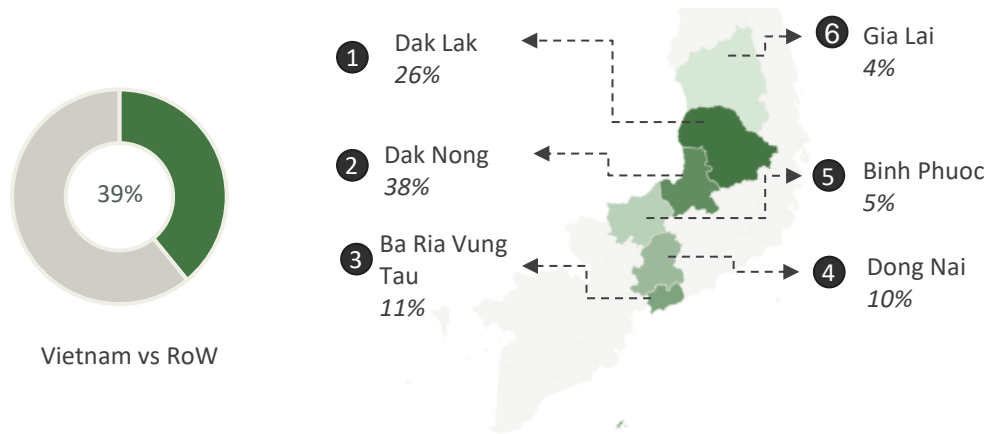 39%
Vietnam vs RoW
1
Dak Lak
26%
2
Dak Nong
38%
3
Ba Ria Vung
Tau
11%
6
Gia Lai
4%
5
Binh Phuoc
5%
4
Dong Nai
10%